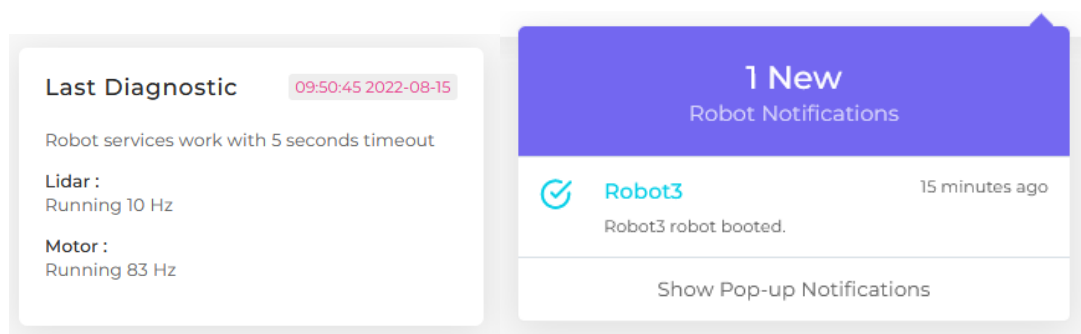 Last Diagnostic
09:50:45 2022-08-15
Robot services work with 5 seconds timeout
Lidar :
Running 10 Hz
Motor :
Running 83 Hz
1 New
Robot Notifications
Robot3
15 minutes ago
Robot3 robot booted.
Show Pop-up Notifications